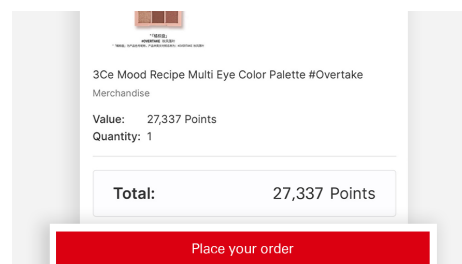 #OVERTAKE
3Ce Mood Recipe Multi Eye Color Palette #Overtake
Merchandise
Value: 27,337 Points
Quantity: 1
Total: 27,337 Points
Place your order